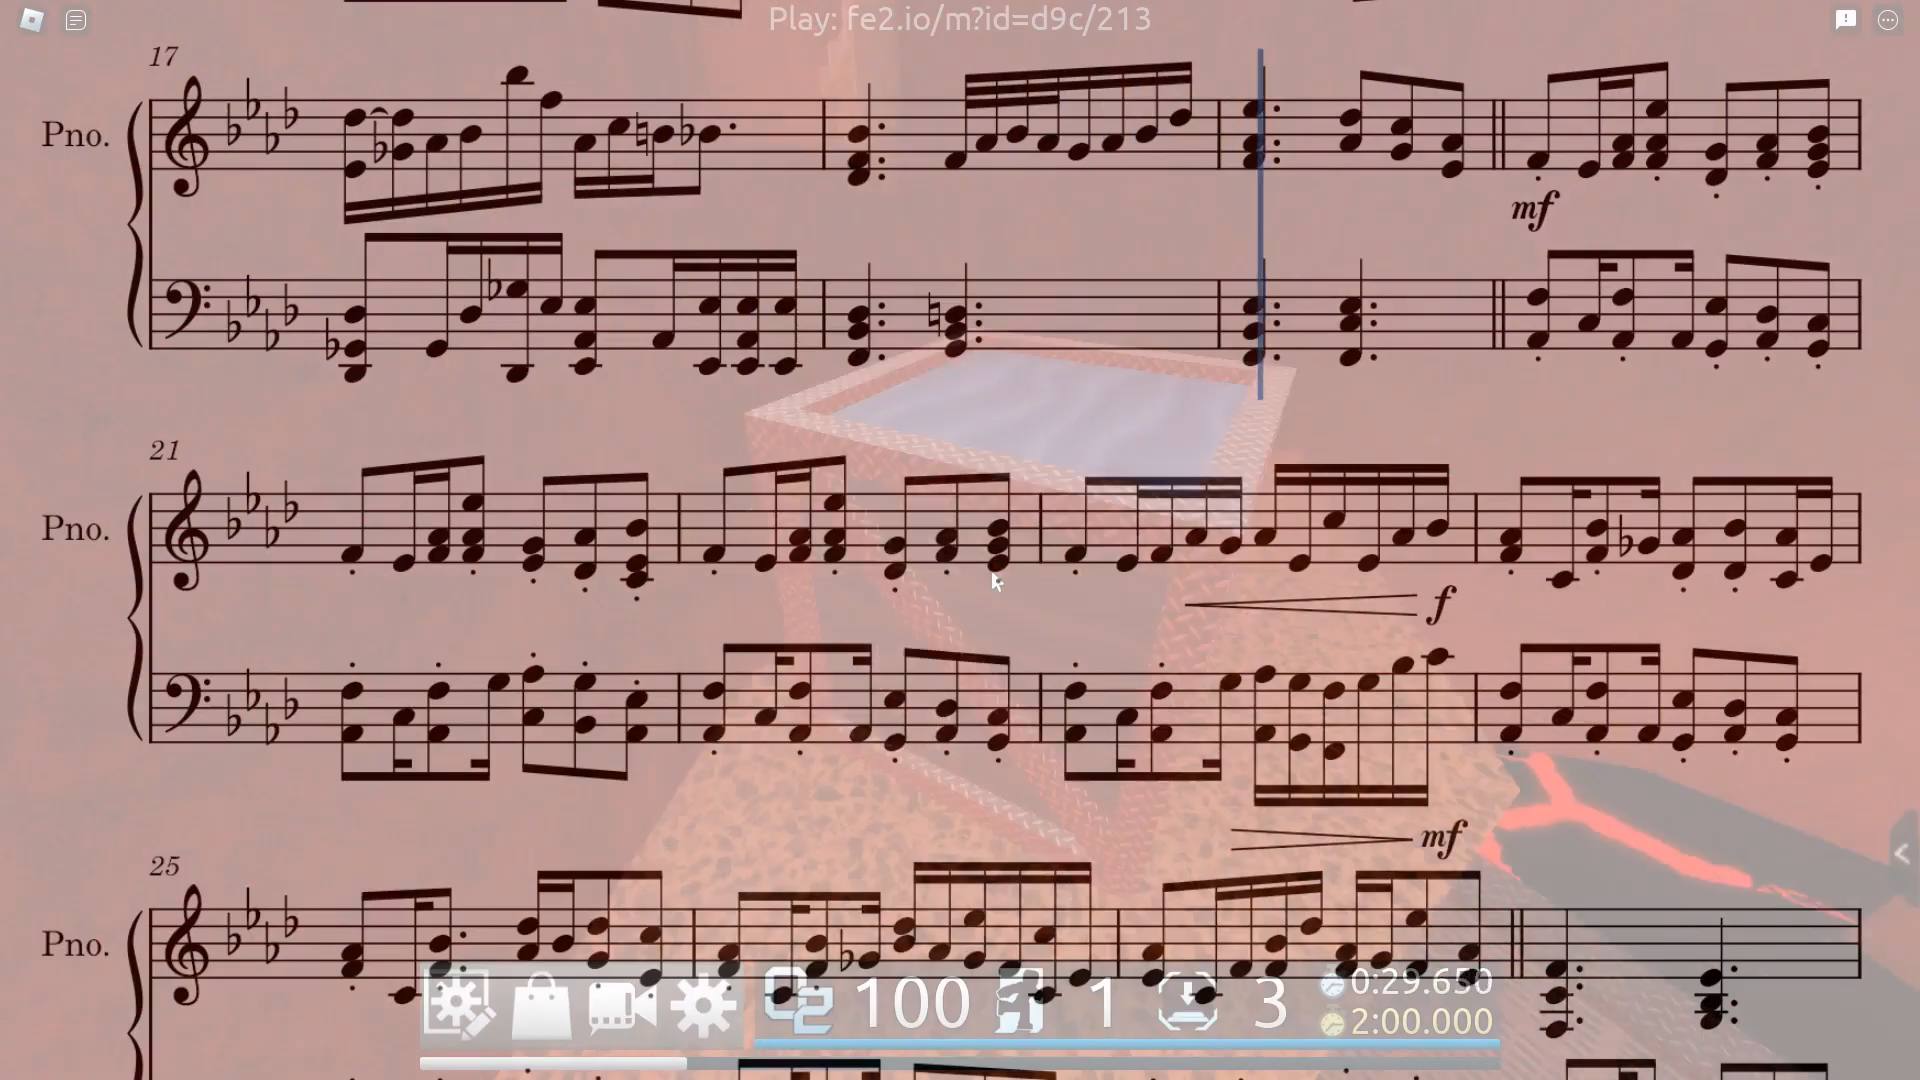 Play: fe2.io/m?id=d9c/213
17
Pno.
mf
21
Pno.
f
mf
25
Pno.
100 1 3 0:29.650
2:00.000